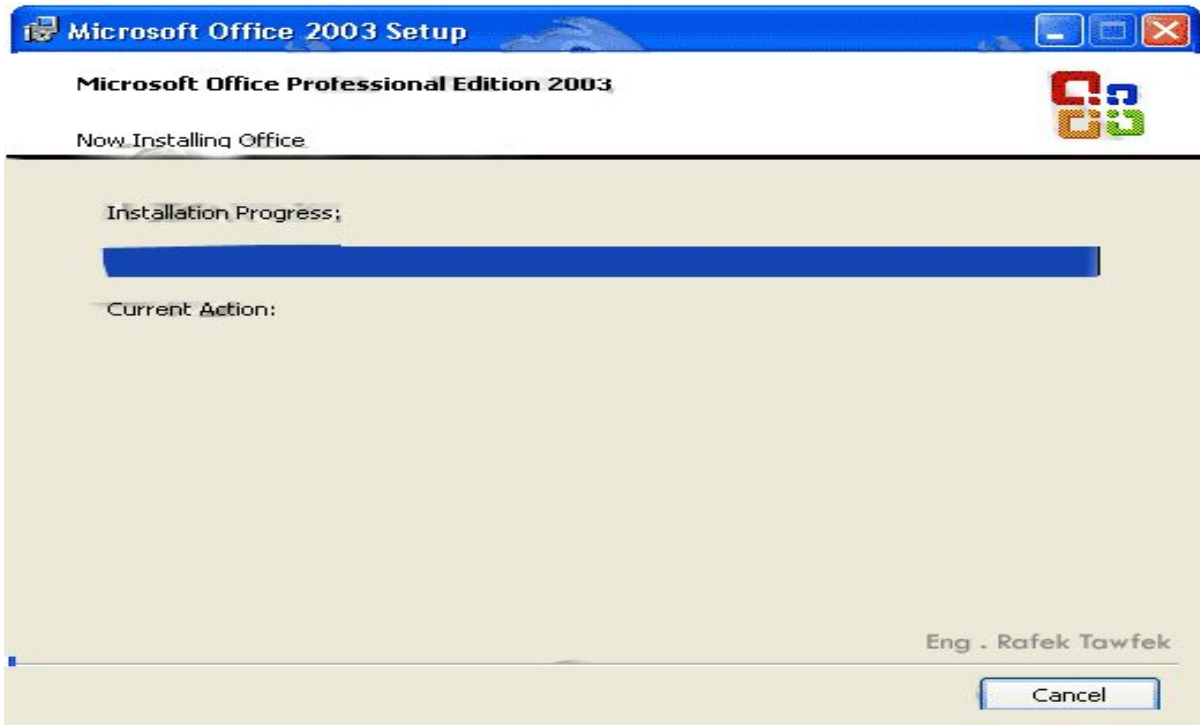 Microsoft Office 2003 Setup
Microsoft Office Professional Edition 2003
Now Installing Office
Installation Progress:
Current Action:
Eng . Rafek Tawfek
Cancel